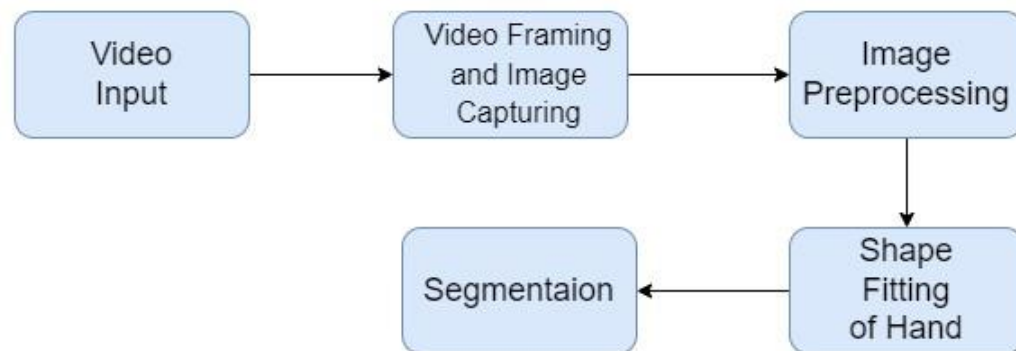 Video
Input
Video Framing
and Image
Capturing
Image
Preprocessing
Shape
Fitting
of Hand
Segmentaion